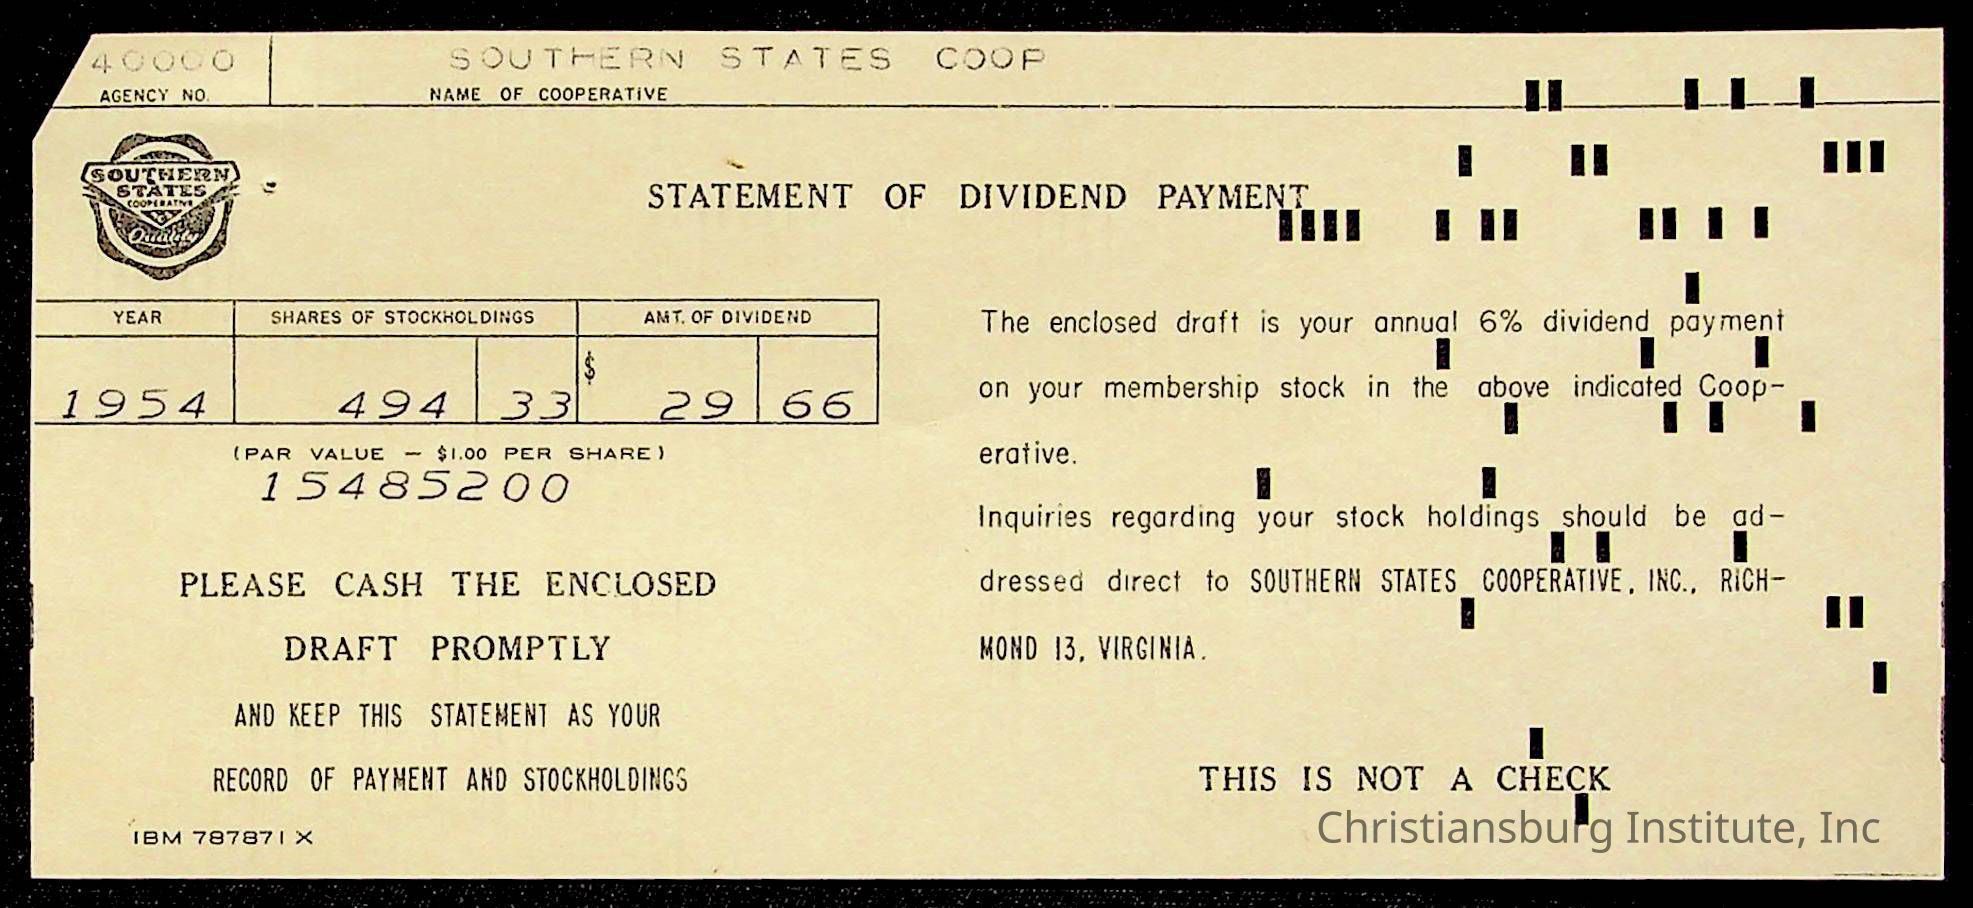 40000 SOUTHERN STATES COOP
AGENCY NO. NAME OF COOPERATIVE
SOUTHERN
STATES
COOPERATIVE
Quality
STATEMENT OF DIVIDEND PAYMENT
YEAR SHARES OF STOCKHOLDINGS AMT. OF DIVIDEND
$
1954 494 33 29 66
(PAR VALUE — $1.00 PER SHARE)
15485200
PLEASE CASH THE ENCLOSED
DRAFT PROMPTLY
AND KEEP THIS STATEMENT AS YOUR
RECORD OF PAYMENT AND STOCKHOLDINGS
IBM 787871 X
The enclosed draft is your annual 6% dividend payment
on your membership stock in the above indicated Coop-
erative.
Inquiries regarding your stock holdings should be ad-
dressed direct to SOUTHERN STATES COOPERATIVE, INC., RICH-
MOND 13, VIRGINIA.
THIS IS NOT A CHECK
Christiansburg Institute, Inc